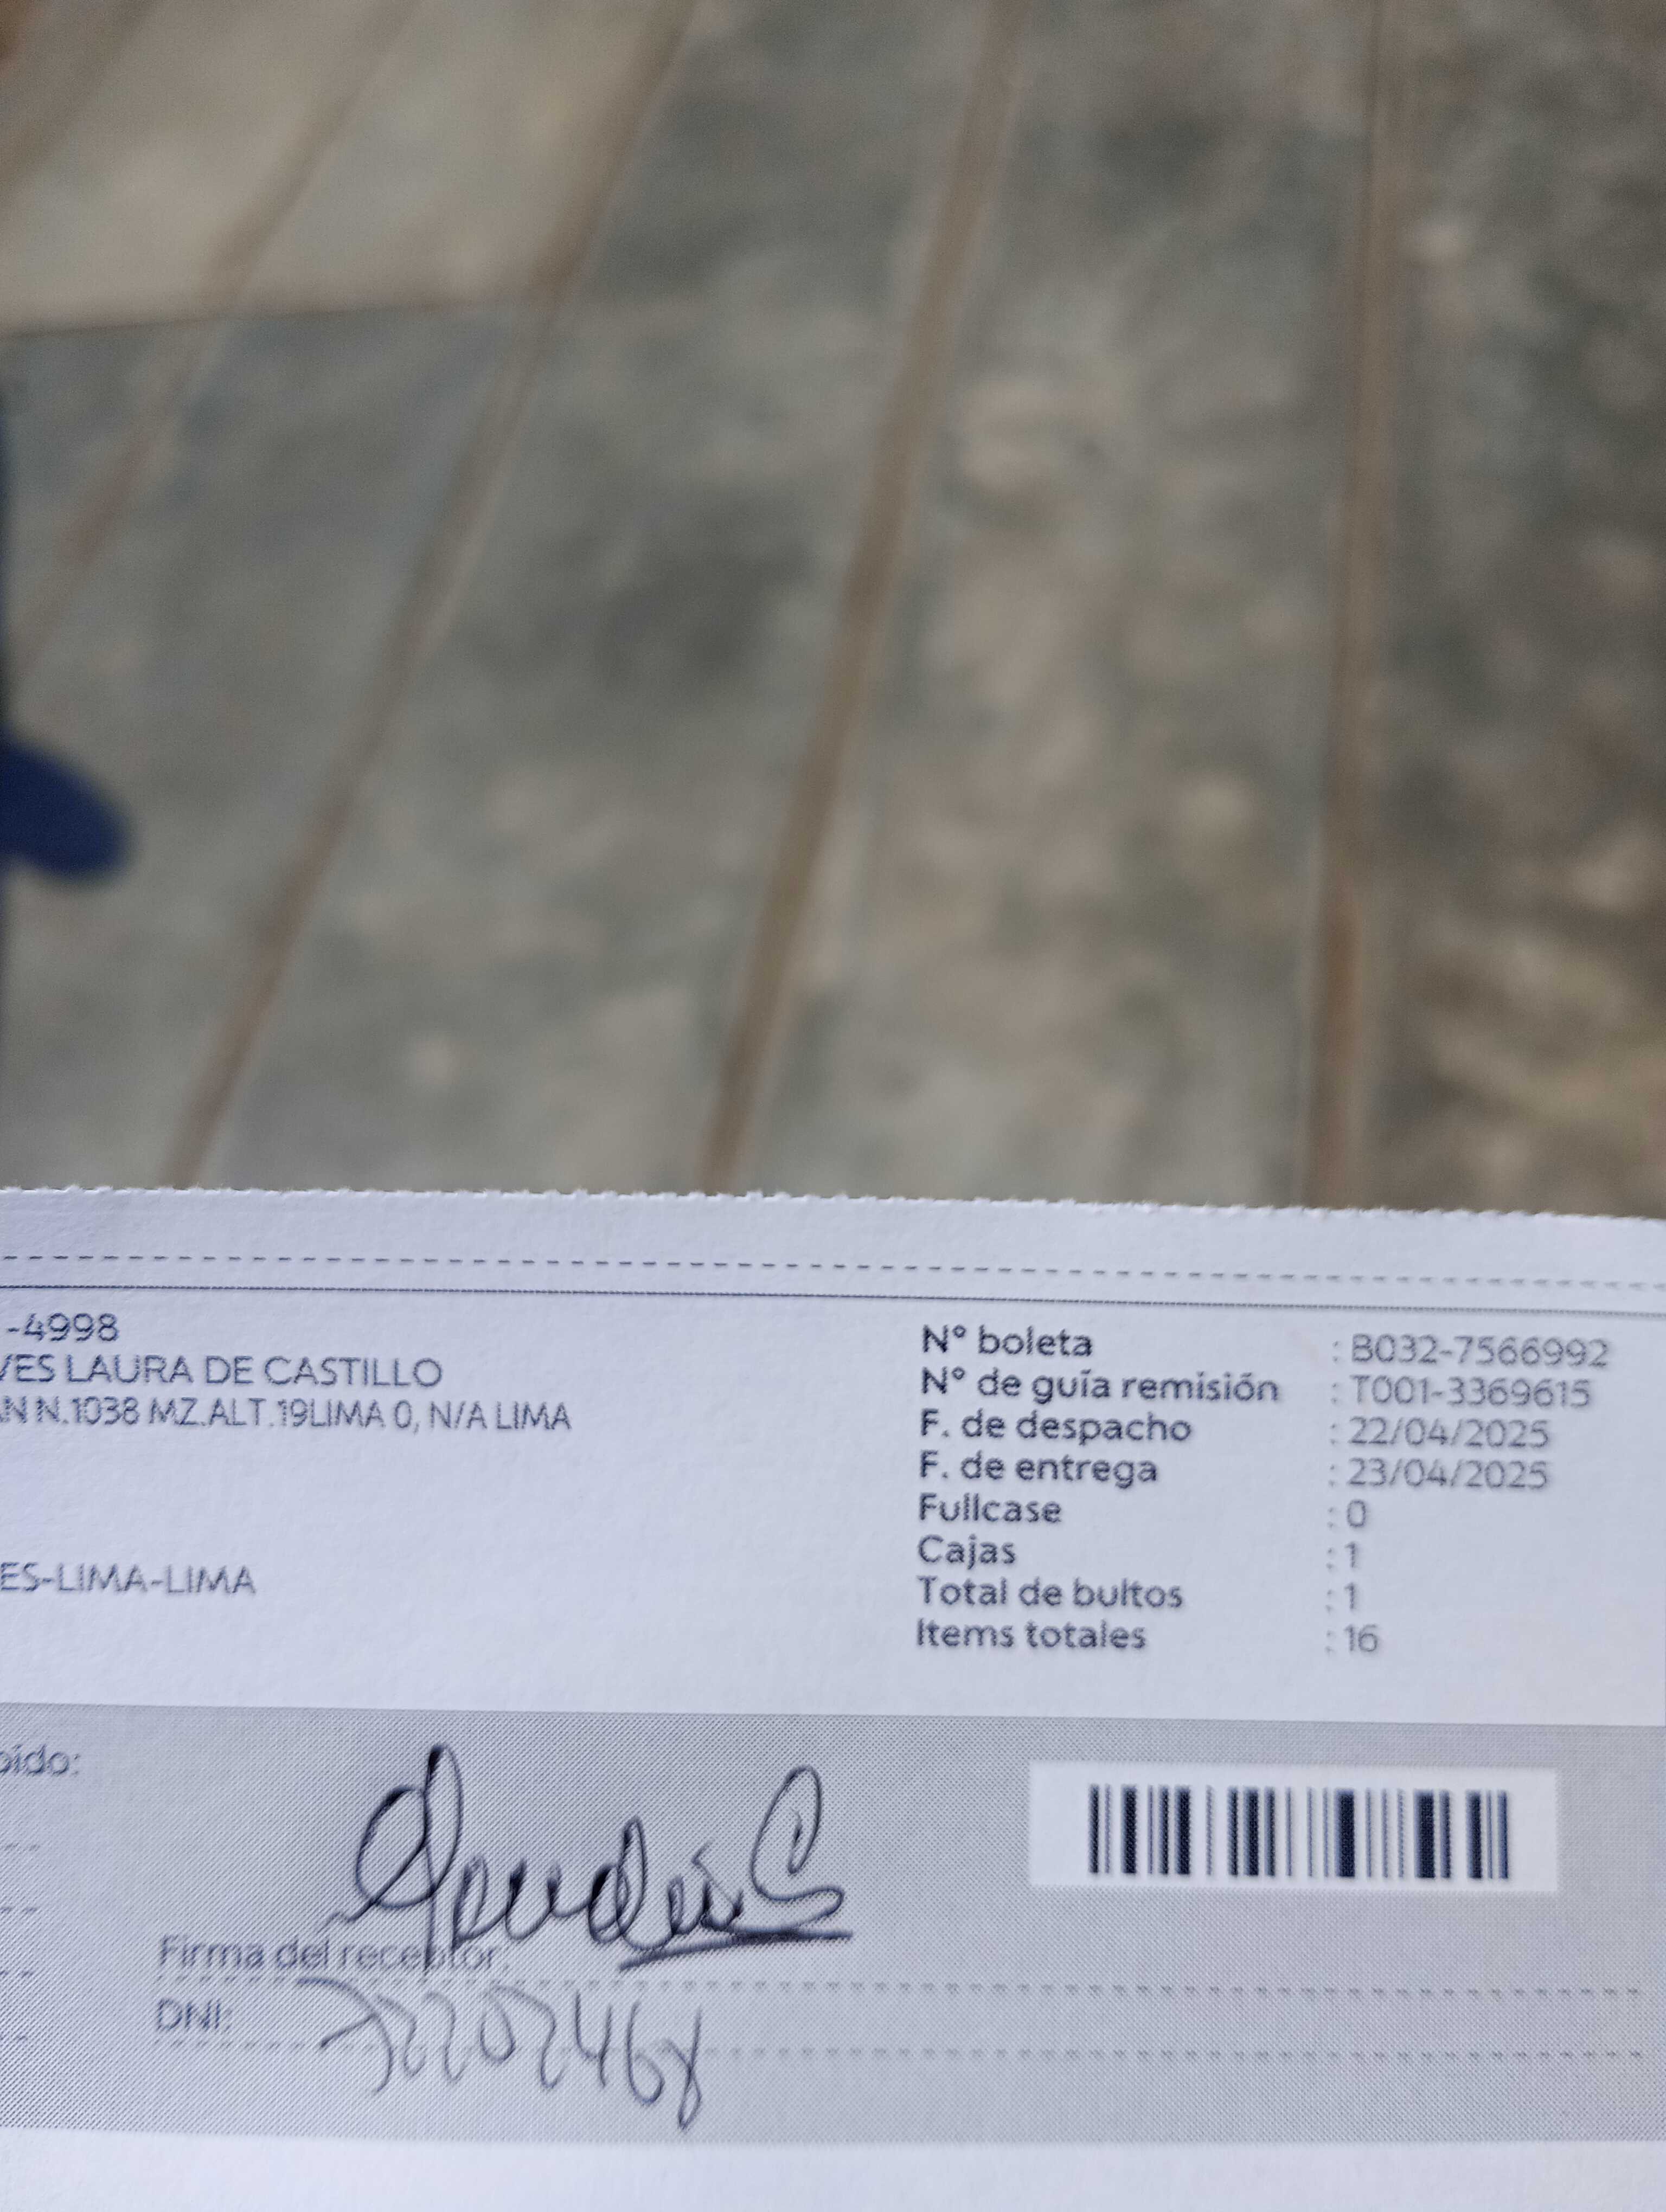 -4998
VES LAURA DE CASTILLO
AN N.1038 MZ.ALT.19LIMA 0, N/A LIMA
ES-LIMA-LIMA
N° boleta : B032-7566992
N° de guía remisión : T001-3369615
F. de despacho : 22/04/2025
F. de entrega : 23/04/2025
Fullcase : 0
Cajas : 1
Total de bultos : 1
Items totales : 16
bido:
Firma del receptor:
DNI: 72202468